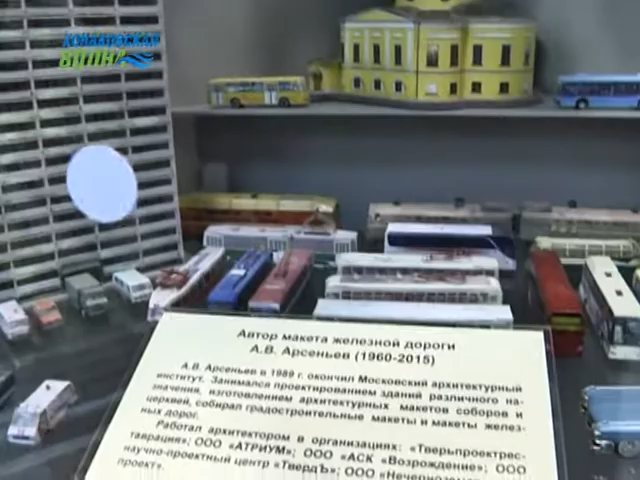 КОНАКОВСКАЯ
ВОЛНА
Автор макета железной дороги
А.В. Арсеньев (1960-2015)
А.В. Арсеньев в 1989 г. окончил Московский архитектурный
институт. Занимался проектированием зданий различного на-
значения, изготовлением архитектурных макетов соборов и
церквей, собирал градостроительные макеты и макеты желез-
ных дорог.
Работал архитектором в организациях: «Тверьпроектрес-
таврация»; ООО «АТРИУМ»; ООО «АСК «Возрождение»; ООО
научно-проектный центр «ТвердЪ»; ООО
проект».